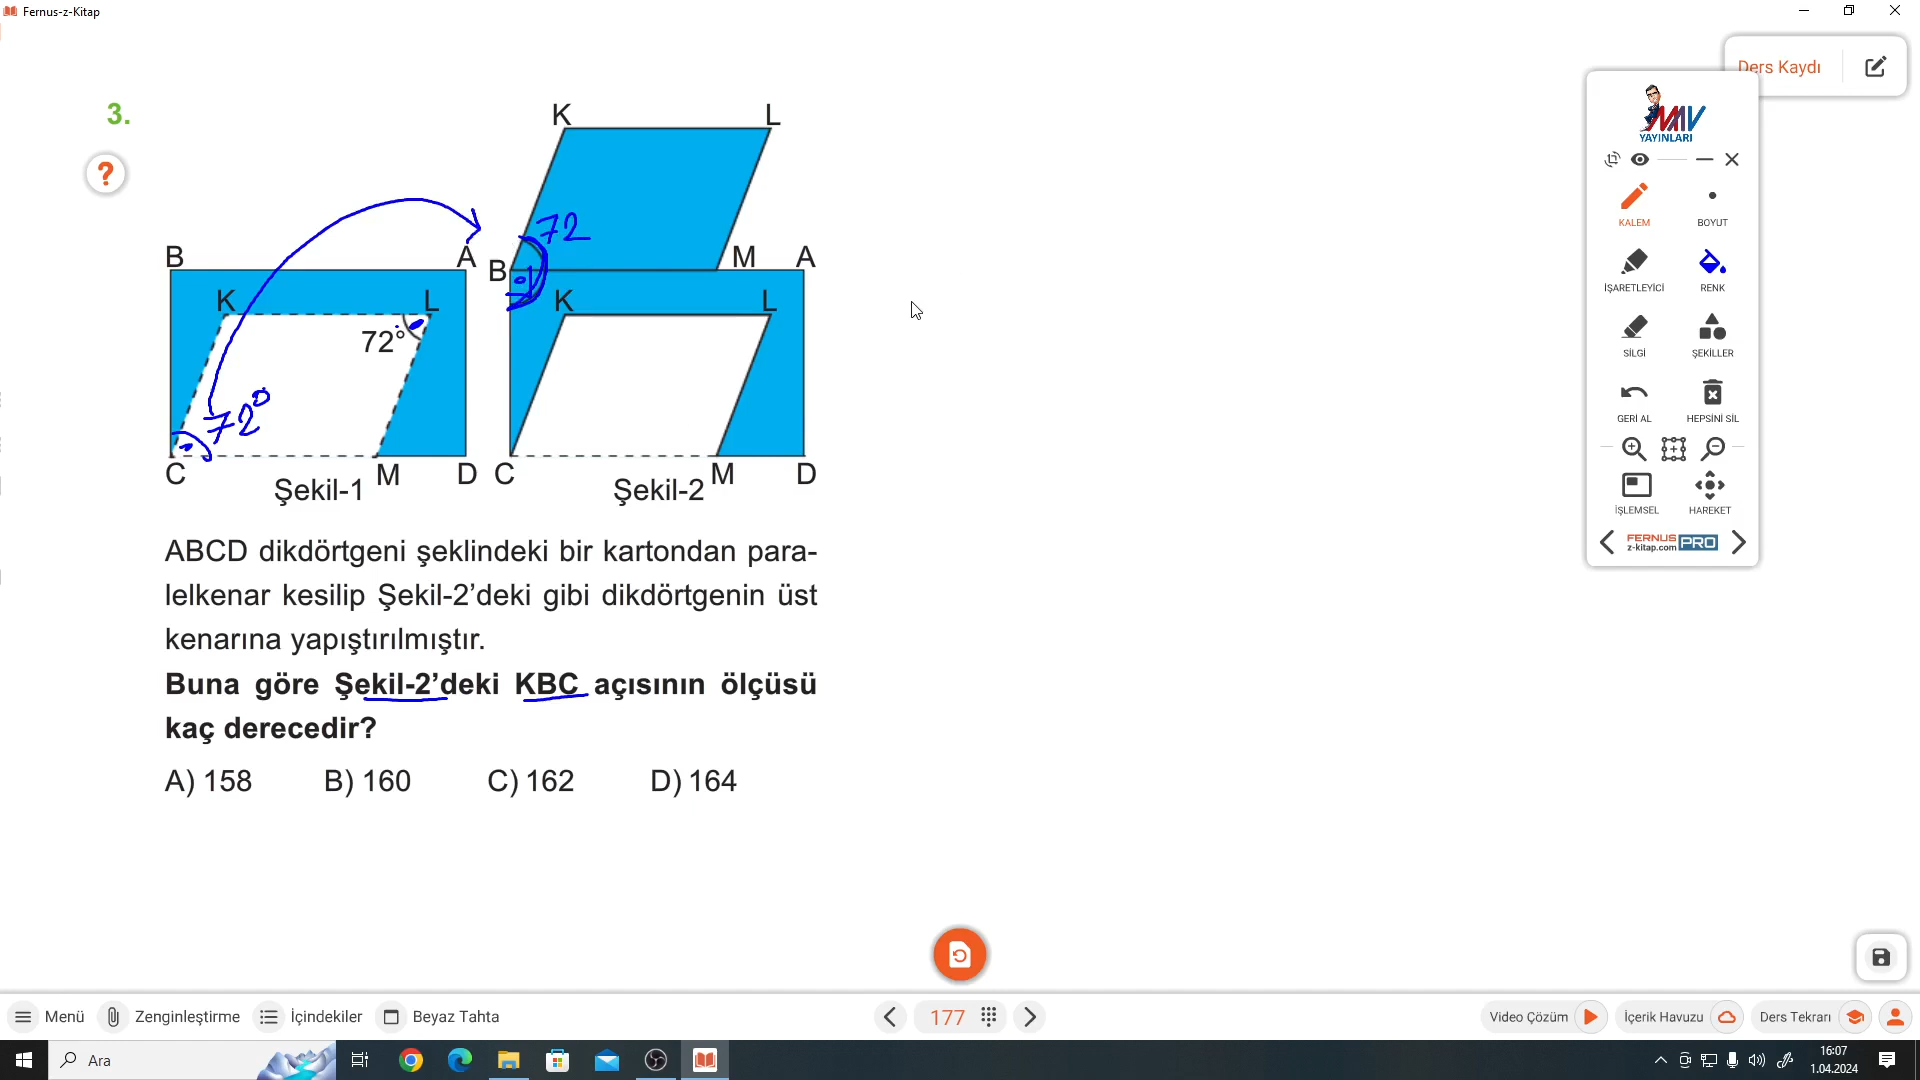 Fernus-z-Kitap
Ders Kaydı
3.
?
K L
B A B M A
K L K L
72°
72
72°
C M D C M D
Şekil-1 Şekil-2
ABCD dikdörtgeni şeklindeki bir kartondan para-
lelkenar kesilip Şekil-2'deki gibi dikdörtgenin üst
kenarına yapıştırılmıştır.
Buna göre Şekil-2'deki KBC açısının ölçüsü
kaç derecedir?
A) 158 B) 160 C) 162 D) 164
YAYINLARI
KALEM BOYUT
İŞARETLEYİCİ RENK
SİLGİ ŞEKİLLER
GERİ AL HEPSİNİ SİL
İŞLEMSEL HAREKET
FERNUS
z-kitap.com PRO
Menü Zenginleştirme İçindekiler Beyaz Tahta 177 Video Çözüm İçerik Havuzu Ders Tekrarı
Ara
16:07
1.04.2024